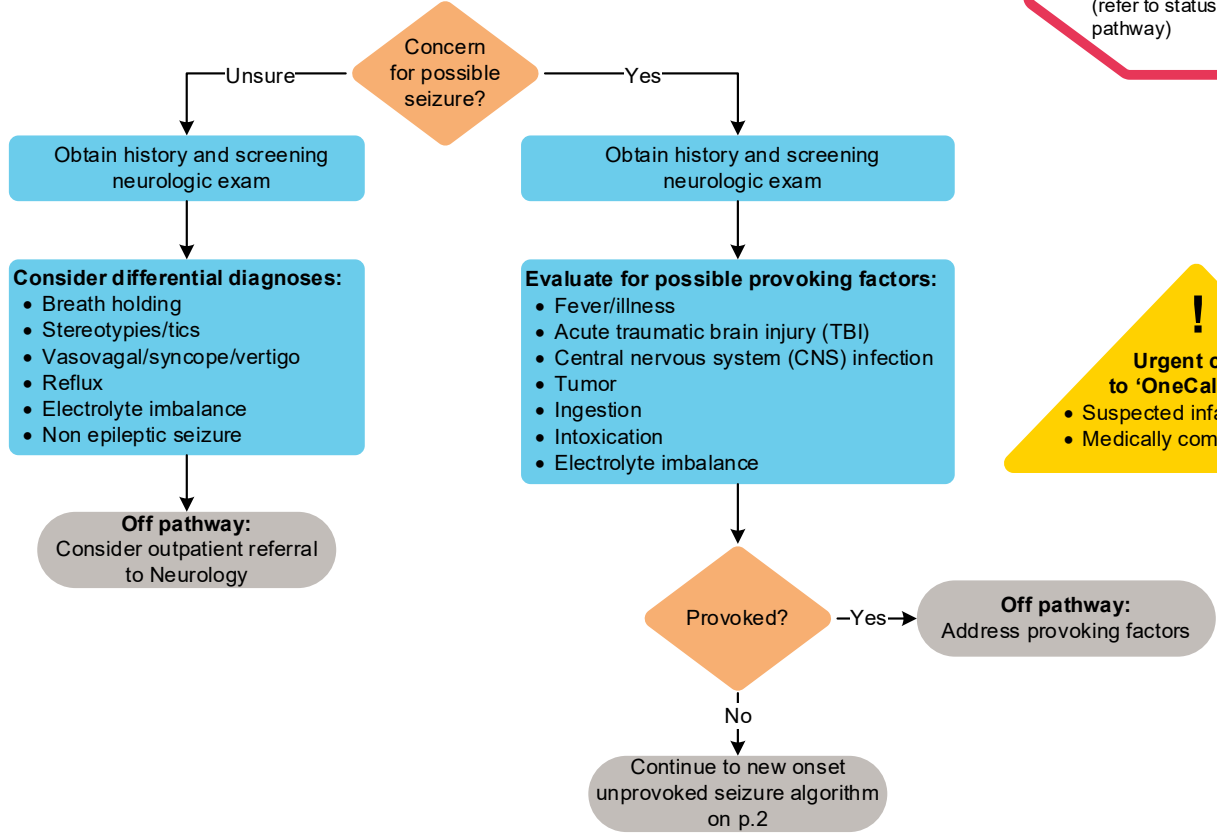 (refer to status
pathway)
Concern
for possible
seizure?
Unsure
Yes
Obtain history and screening
neurologic exam
Obtain history and screening
neurologic exam
Consider differential diagnoses:
• Breath holding
• Stereotypies/tics
• Vasovagal/syncope/vertigo
• Reflux
• Electrolyte imbalance
• Non epileptic seizure
Evaluate for possible provoking factors:
• Fever/illness
• Acute traumatic brain injury (TBI)
• Central nervous system (CNS) infection
• Tumor
• Ingestion
• Intoxication
• Electrolyte imbalance
!
Urgent
to ‘OneCal
• Suspected
• Medically
Off pathway:
Consider outpatient referral
to Neurology
Provoked?
Yes
Off pathway:
Address provoking factors
No
Continue to new onset
unprovoked seizure algorithm
on p.2